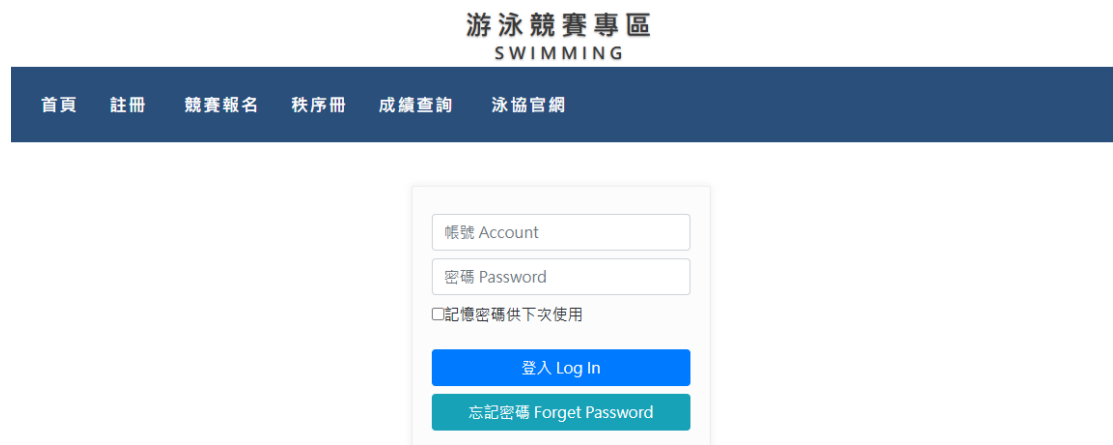 游泳競賽專區
SWIMMING
首頁 註冊 競賽報名 秩序冊 成績查詢 泳協官網
帳號 Account
密碼 Password
記憶密碼供下次使用
登入 Log In
忘記密碼 Forget Password